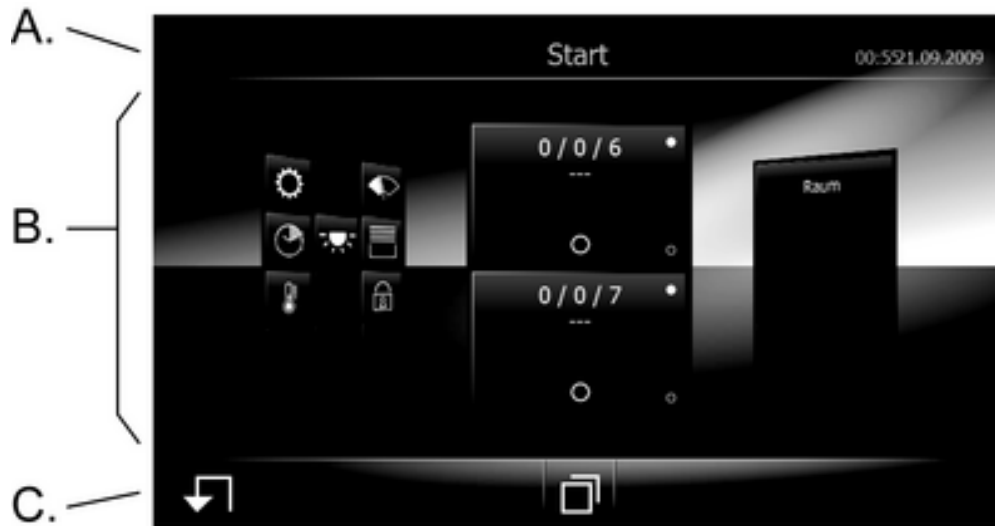 A.
Start
00:5521.09.2009
B.
0 / 0 / 6
---
Raum
0 / 0 / 7
---
C.